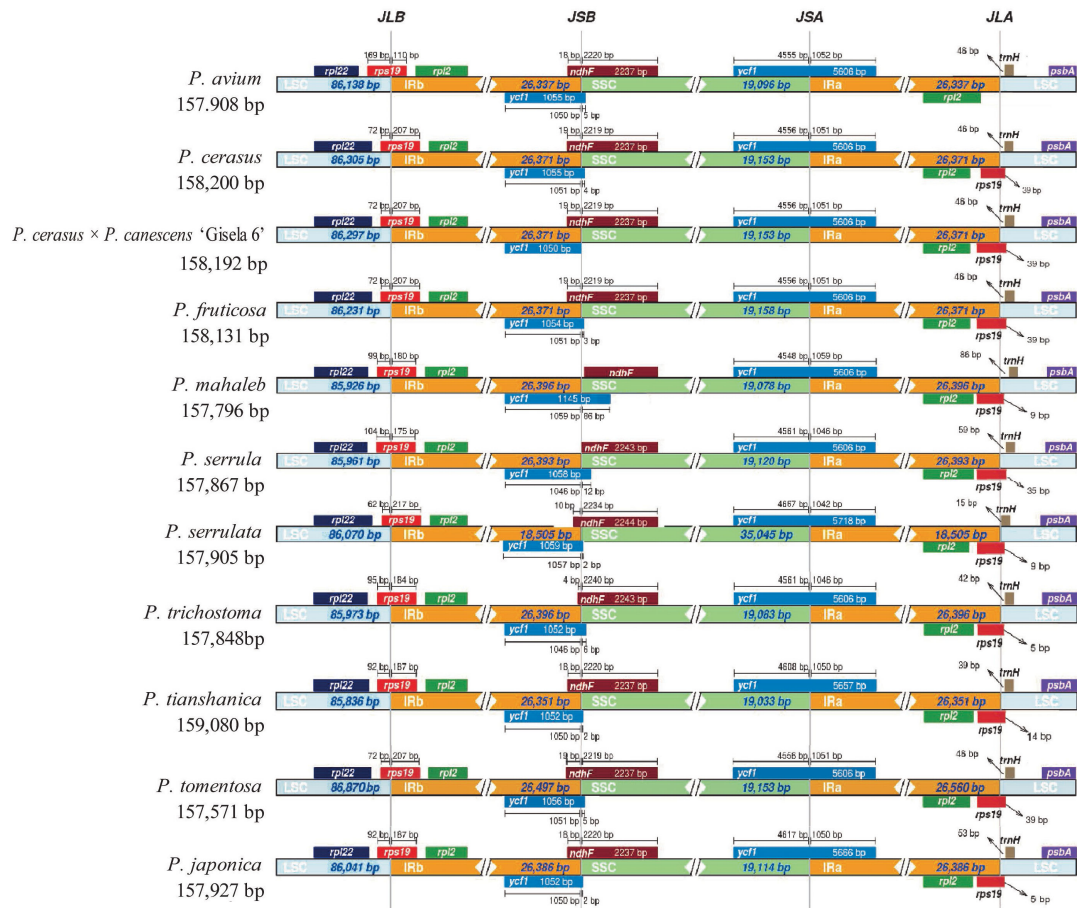 JLB JSB JSA JLA
169 bp 110 bp 18 bp 2220 bp 4555 bp 1052 bp 46 bp trnH
rpl22 rps19 rpl2 ndhF 2237 bp ycf1 5606 bp psbA
P. avium LSC 86,138 bp IRb 26,337 bp SSC 19,096 bp IRa 26,337 bp LSC
157.908 bp ycf1 1055 bp rpl2
1050 bp 5 bp
72 bp 207 bp 19 bp 2219 bp 4556 bp 1051 bp 46 bp trnH
rpl22 rps19 rpl2 ndhF 2237 bp ycf1 5606 bp psbA
P. cerasus LSC 86,305 bp IRb 26,371 bp SSC 19,153 bp IRa 26,371 bp LSC
158,200 bp ycf1 1055 bp rpl2 rps19 39 bp
1051 bp 4 bp
72 bp 207 bp 19 bp 2219 bp 4556 bp 1051 bp 46 bp trnH
rpl22 rps19 rpl2 ndhF 2237 bp ycf1 5606 bp psbA
P. cerasus × P. canescens ‘Gisela 6’ LSC 86,297 bp IRb 26,371 bp SSC 19,153 bp IRa 26,371 bp LSC
158,192 bp ycf1 1050 bp rpl2 rps19 39 bp
72 bp 207 bp 19 bp 2219 bp 4556 bp 1051 bp 46 bp trnH
rpl22 rps19 rpl2 ndhF 2237 bp ycf1 5606 bp psbA
P. fruticosa LSC 86,231 bp IRb 26,371 bp SSC 19,158 bp IRa 26,371 bp LSC
158,131 bp ycf1 1054 bp rpl2 rps19 39 bp
1051 bp 3 bp
99 bp 180 bp 4548 bp 1059 bp 86 bp trnH
rpl22 rps19 rpl2 ndhF ycf1 5606 bp psbA
P. mahaleb LSC 85,926 bp IRb 26,396 bp SSC 19,078 bp IRa 26,396 bp LSC
157,796 bp ycf1 1145 bp rpl2 rps19 9 bp
1059 bp 86 bp
104 bp 175 bp 4561 bp 1046 bp 59 bp trnH
rpl22 rps19 rpl2 ndhF 2243 bp ycf1 5606 bp psbA
P. serrula LSC 85,961 bp IRb 26,393 bp SSC 19,120 bp IRa 26,393 bp LSC
157,867 bp ycf1 1058 bp rpl2 rps19 35 bp
1046 bp 12 bp
62 bp 217 bp 10 bp 2234 bp 4667 bp 1042 bp 15 bp trnH
rpl22 rps19 rpl2 ndhF 2244 bp ycf1 5718 bp psbA
P. serrulata LSC 86,070 bp IRb 18,505 bp SSC 35,045 bp IRa 18,505 bp LSC
157,905 bp ycf1 1059 bp rpl2 rps19 9 bp
1057 bp 2 bp
95 bp 184 bp 4 bp 2240 bp 4561 bp 1046 bp 42 bp trnH
rpl22 rps19 rpl2 ndhF 2243 bp ycf1 5606 bp psbA
P. trichostoma LSC 85,973 bp IRb 26,396 bp SSC 19,083 bp IRa 26,396 bp LSC
157,848bp ycf1 1052 bp rpl2 rps19 5 bp
1046 bp 6 bp
92 bp 187 bp 18 bp 2220 bp 4608 bp 1050 bp 39 bp trnH
rpl22 rps19 rpl2 ndhF 2237 bp ycf1 5657 bp psbA
P. tianshanica LSC 85,836 bp IRb 26,351 bp SSC 19,033 bp IRa 26,351 bp LSC
159,080 bp ycf1 1052 bp rpl2 rps19 14 bp
1050 bp 2 bp
72 bp 207 bp 19 bp 2219 bp 4556 bp 1051 bp 46 bp trnH
rpl22 rps19 rpl2 ndhF 2237 bp ycf1 5606 bp psbA
P. tomentosa LSC 86,870 bp IRb 26,497 bp SSC 19,153 bp IRa 26,560 bp LSC
157,571 bp ycf1 1056 bp rpl2 rps19 39 bp
1051 bp 5 bp
92 bp 187 bp 18 bp 2220 bp 4617 bp 1050 bp 53 bp trnH
rpl22 rps19 rpl2 ndhF 2237 bp ycf1 5666 bp psbA
P. japonica LSC 86,041 bp IRb 26,386 bp SSC 19,114 bp IRa 26,386 bp LSC
157,927 bp ycf1 1052 bp rpl2 rps19 5 bp
1050 bp 2 bp